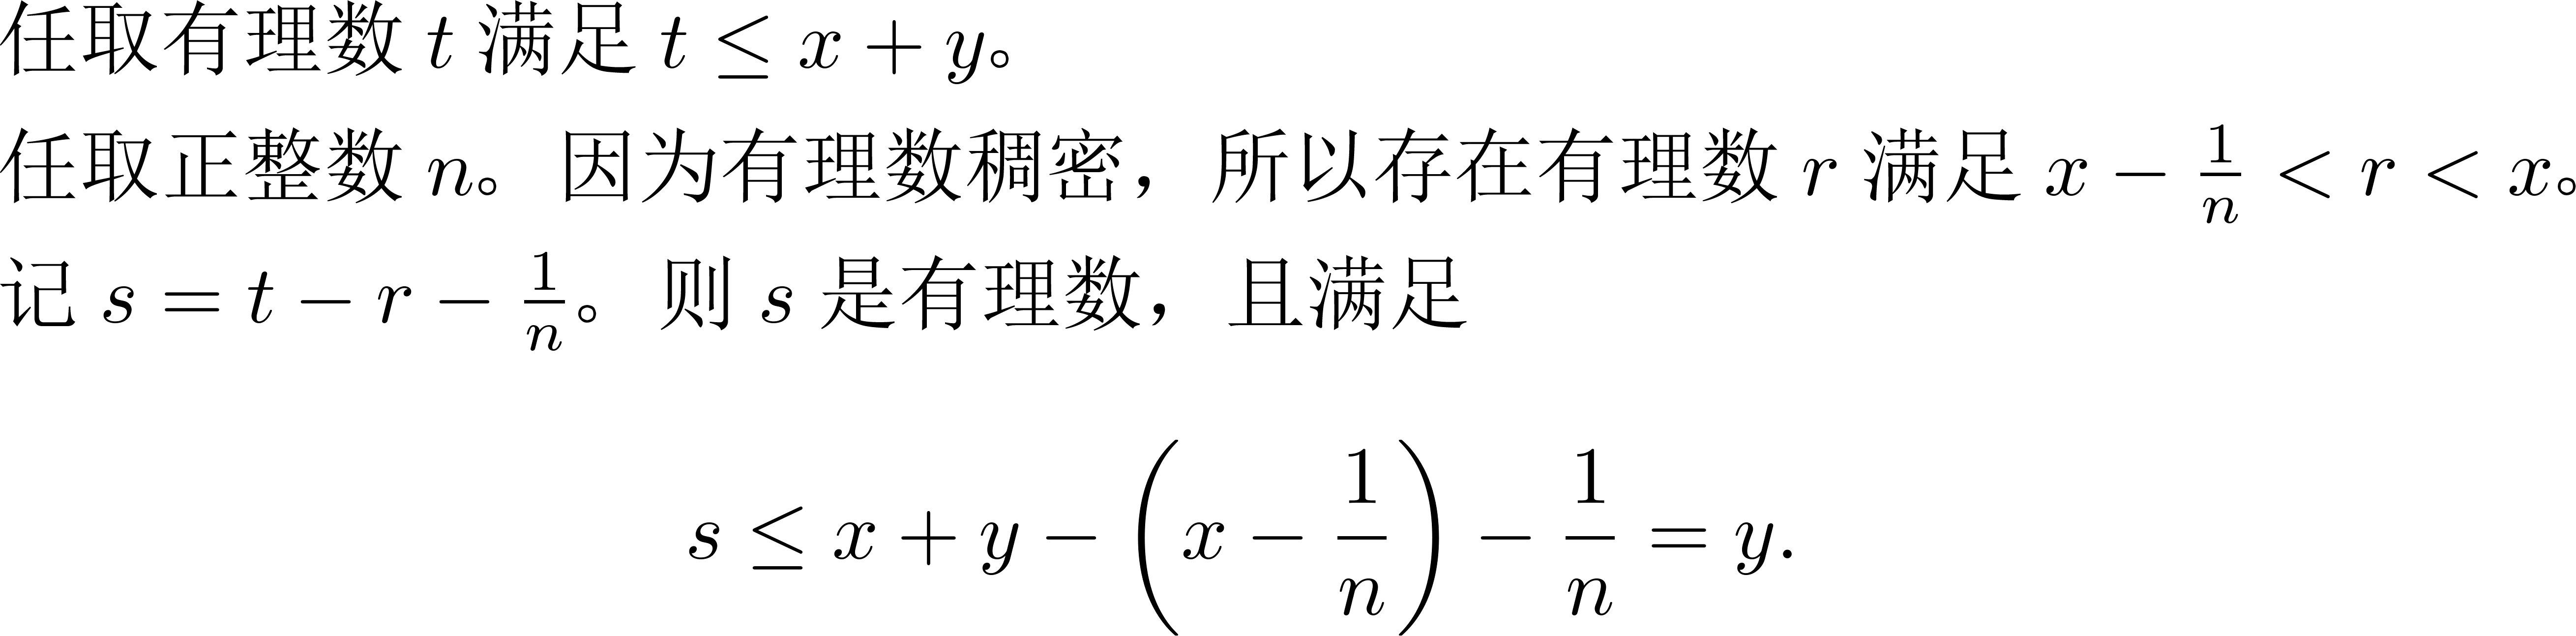 任取有理数 t 满足 t ≤ x + y。
任取正整数 n。因为有理数稠密，所以存在有理数 r 满足 x − 1/n < r < x。
记 s = t − r − 1/n。则 s 是有理数，且满足
s ≤ x + y − (x − 1/n) − 1/n = y.